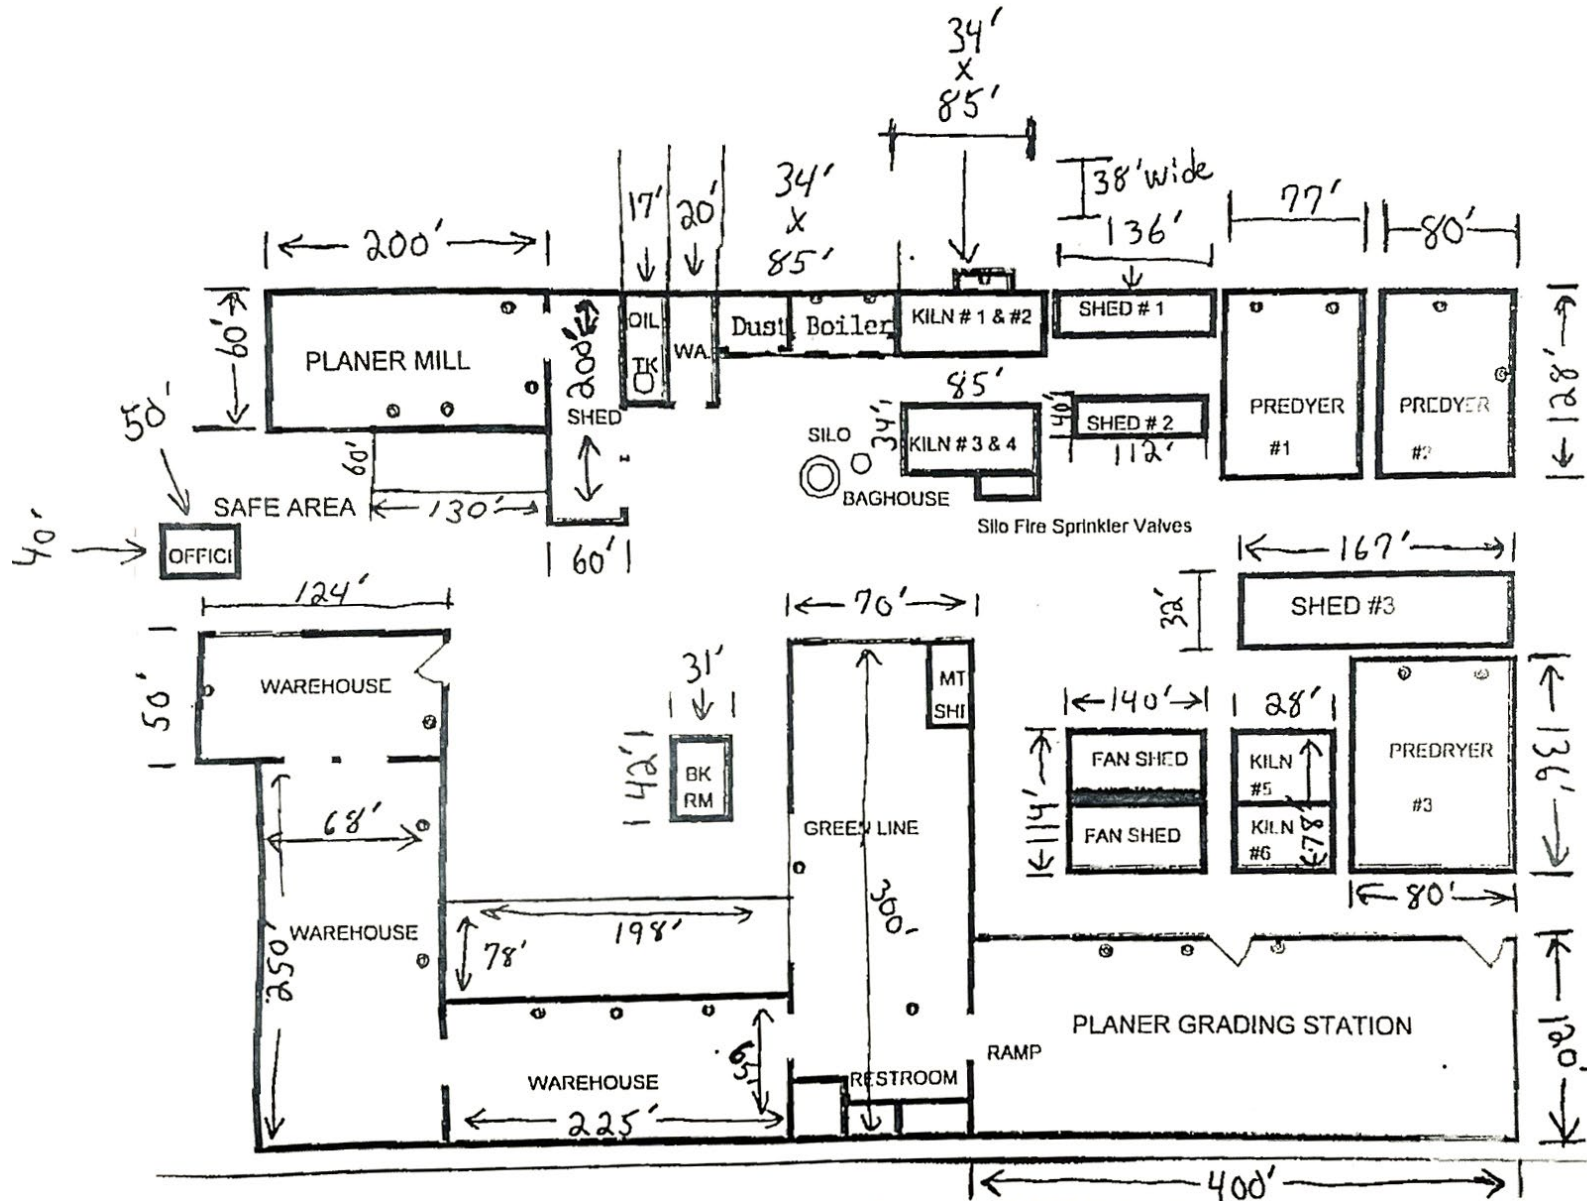 34'
x
85'
38' wide
17'
20'
34'
x
85'
136'
77'
80'
200'
60'
PLANER MILL
200'
SHED
OIL
TK
WA.
Dust
Boiler
KILN # 1 & #2
SHED # 1
128'
85'
34'
KILN # 3 & 4
40'
SHED # 2
112'
PREDYER
#1
PREDYER
#2
50'
60'
130'
SAFE AREA
40'
OFFICI
60'
SILO
BAGHOUSE
Silo Fire Sprinkler Valves
167'
32'
SHED #3
124'
50'
WAREHOUSE
70'
31'
42'
BK
RM
MT
SHI
140'
28'
114'
FAN SHED
FAN SHED
KILN
#5
KILN
#6
78'
PREDRYER
#3
136'
80'
68'
GREEN LINE
300'
WAREHOUSE
250'
198'
78'
WAREHOUSE
65'
225'
RESTROOM
RAMP
PLANER GRADING STATION
120'
400'